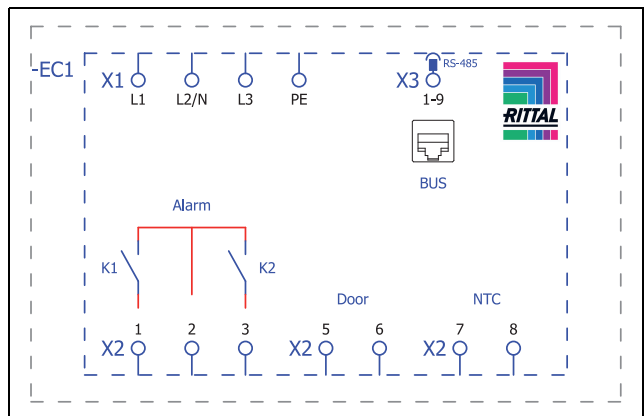 -EC1
X1
L1 L2/N L3 PE
X3
RS-485
1-9
RITTAL
BUS
Alarm
K1
K2
Door
NTC
X2 1 2 3
X2 5 6
X2 7 8